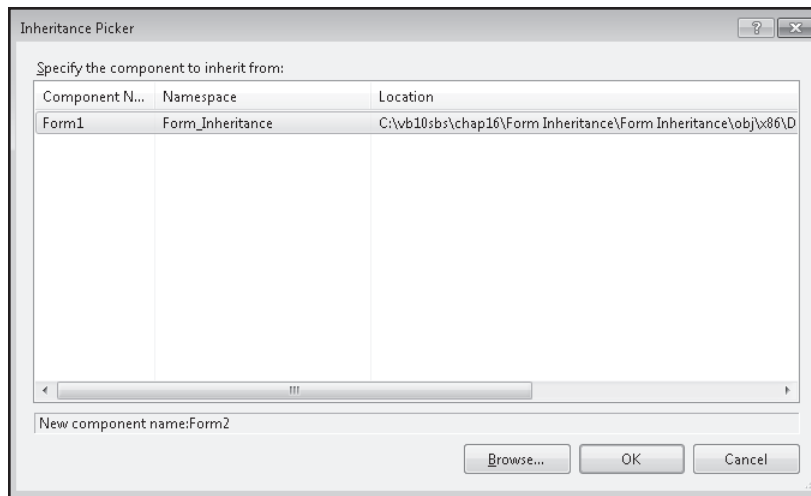 Inheritance Picker
Specify the component to inherit from:
Component N... Namespace Location
Form1 Form_Inheritance C:\vb10sbs\chap16\Form Inheritance\Form Inheritance\obj\x86\D
New component name:Form2
Browse... OK Cancel